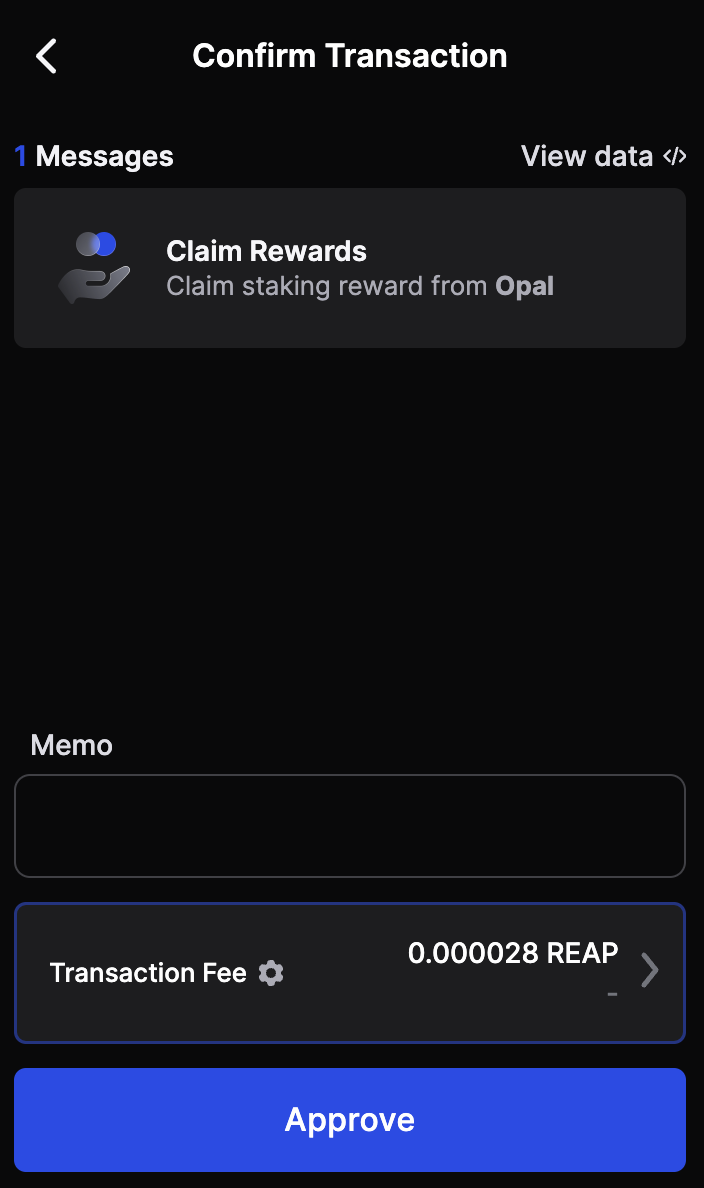 Confirm Transaction
1 Messages
View data </>
Claim Rewards
Claim staking reward from Opal
Memo
Transaction Fee
0.000028 REAP
-
Approve